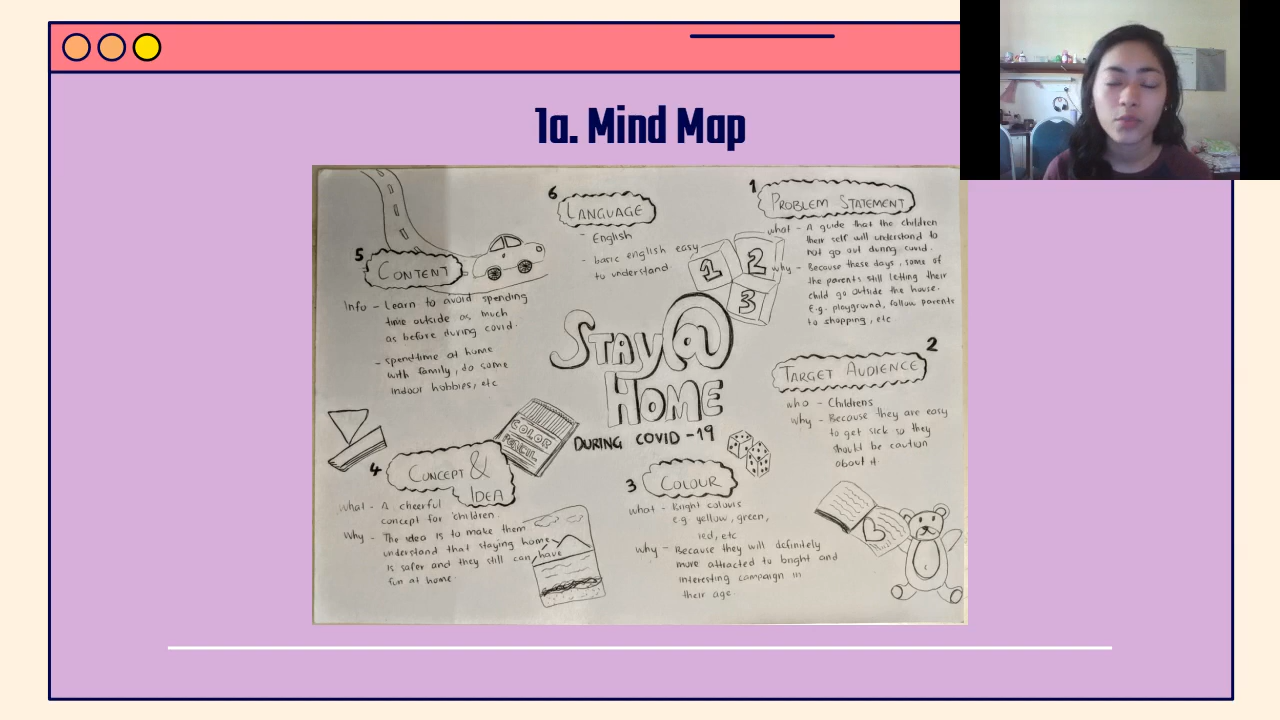 1a. Mind Map
STAY @
HOME
DURING COVID-19
1
PROBLEM STATEMENT
what - A guide that the children
their self will understand to
not go out during covid.
why - Because these days, some of
the parents still letting their
child go outside the house.
E.g. playground, follow parents
to shopping, etc
2
TARGET AUDIENCE
who - Childrens
why - Because they are easy
to get sick so they
should be caution
about it
3
COLOUR
what - Bright colours
e.g yellow, green,
red, etc
why - Because they will definitely
more attracted to bright and
interesting campaign in
their age.
4
CONCEPT &
IDEA
what - A cheerful
concept for children.
Why - The idea is to make them
understand that staying home
is safer and they still can have
fun at home.
5
CONTENT
Info - Learn to avoid spending
time outside as much
as before during covid.
- spendtime at home
with family, do some
indoor hobbies, etc
6
LANGUAGE
- English
- basic english easy
to understand.
1 2
3
COLOR
PENCIL